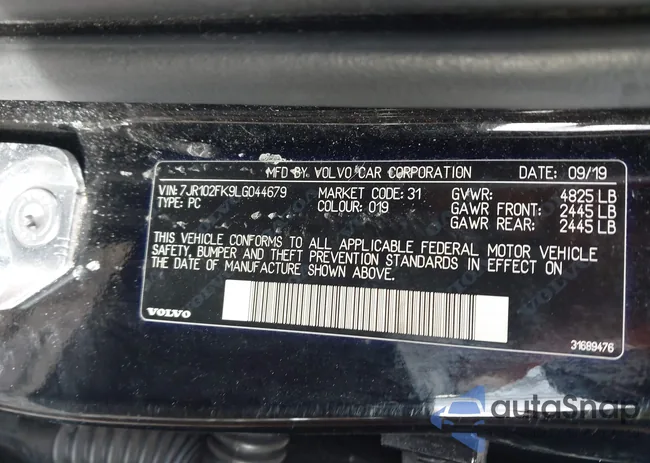 MFD BY VOLVO CAR CORPORATION DATE: 09/19
VIN: 7JR102FK9LG044679 MARKET CODE: 31 GVWR: 4825 LB
TYPE: PC COLOUR: 019 GAWR FRONT: 2445 LB
GAWR REAR: 2445 LB
THIS VEHICLE CONFORMS TO ALL APPLICABLE FEDERAL MOTOR VEHICLE
SAFETY, BUMPER AND THEFT PREVENTION STANDARDS IN EFFECT ON
THE DATE OF MANUFACTURE SHOWN ABOVE.
VOLVO
31689476
autoSnap